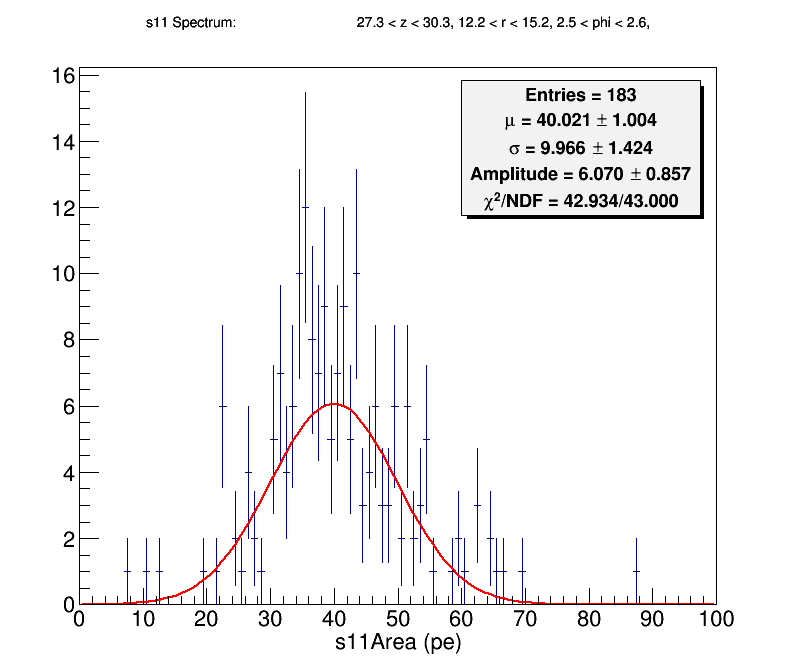 s11 Spectrum: 27.3 < z < 30.3, 12.2 < r < 15.2, 2.5 < phi < 2.6,
Entries = 183
μ = 40.021 ± 1.004
σ = 9.966 ± 1.424
Amplitude = 6.070 ± 0.857
χ²/NDF = 42.934/43.000
16
14
12
10
8
6
4
2
0
0 10 20 30 40 50 60 70 80 90 100
s11Area (pe)